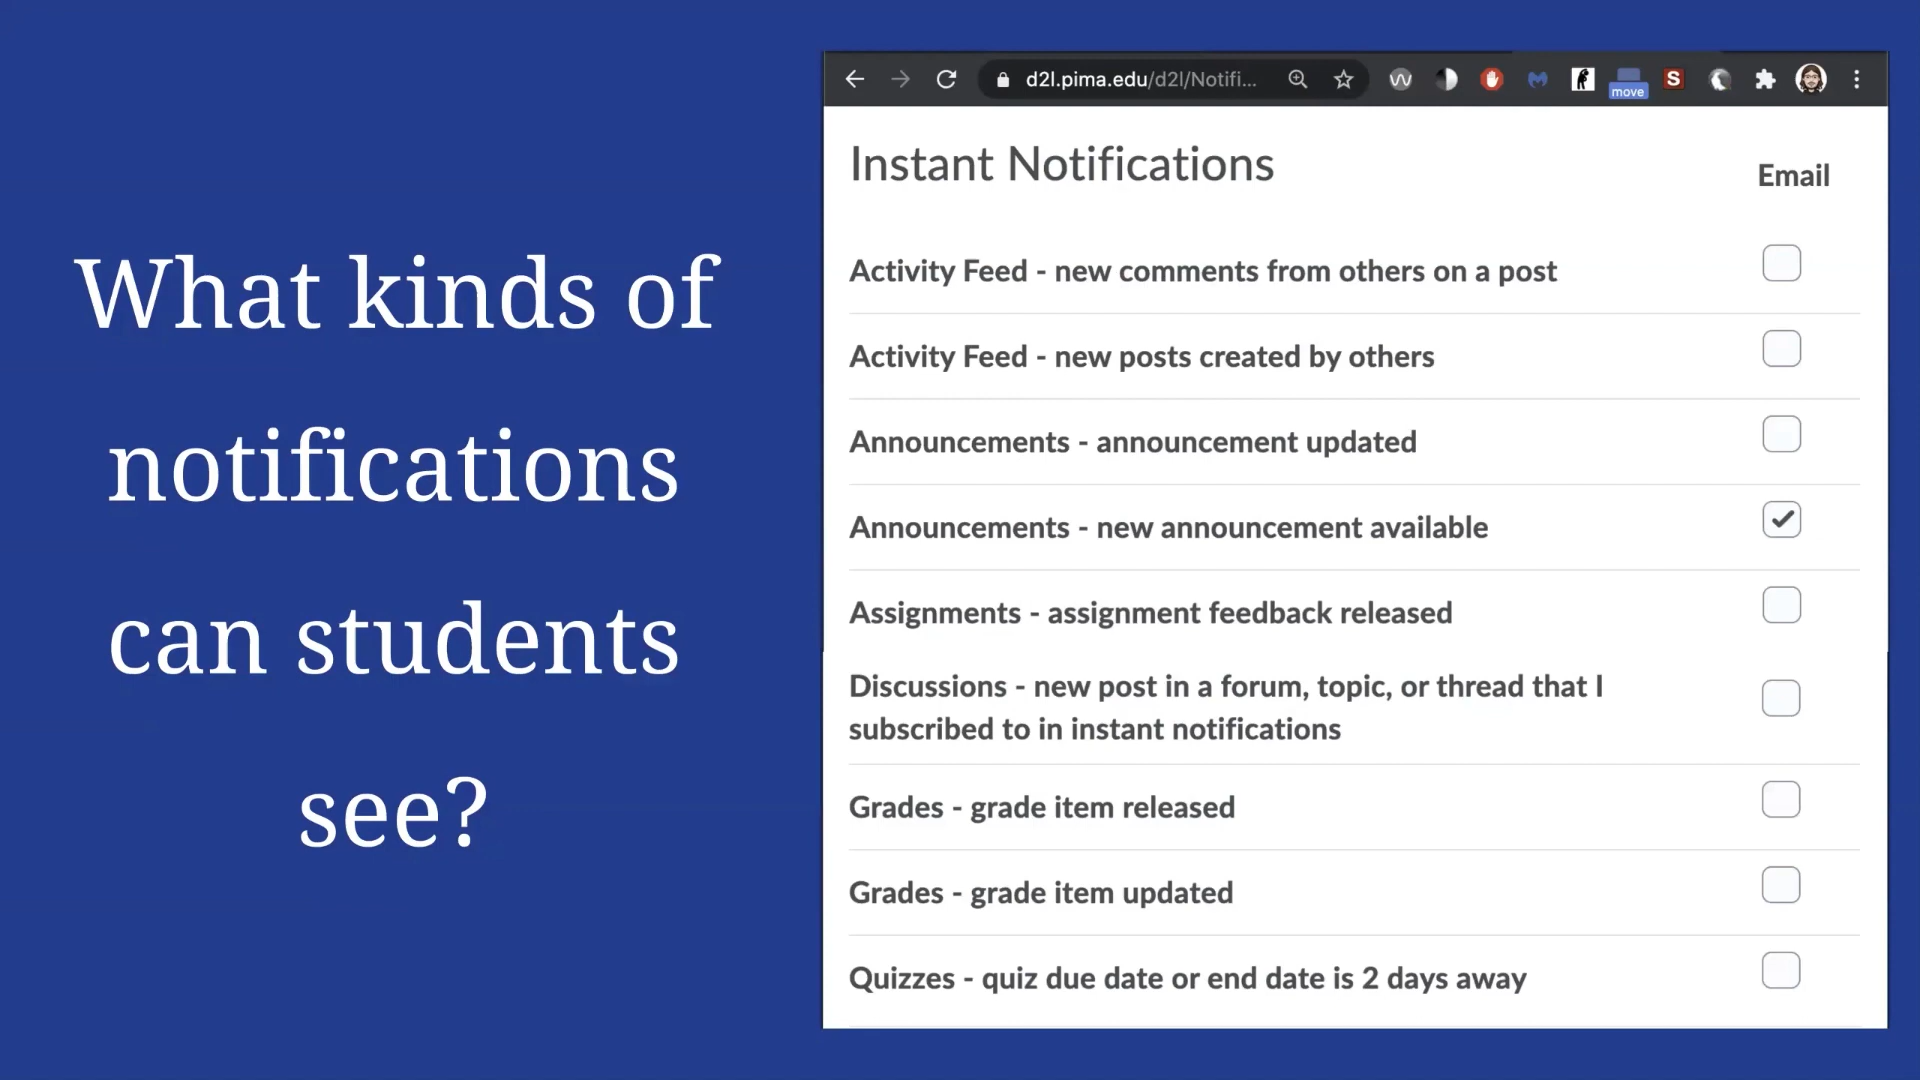 What kinds of
notifications
can students
see?
d2l.pima.edu/d2l/Notifi...
move
S
Instant Notifications
Email
Activity Feed - new comments from others on a post
Activity Feed - new posts created by others
Announcements - announcement updated
Announcements - new announcement available
Assignments - assignment feedback released
Discussions - new post in a forum, topic, or thread that I
subscribed to in instant notifications
Grades - grade item released
Grades - grade item updated
Quizzes - quiz due date or end date is 2 days away